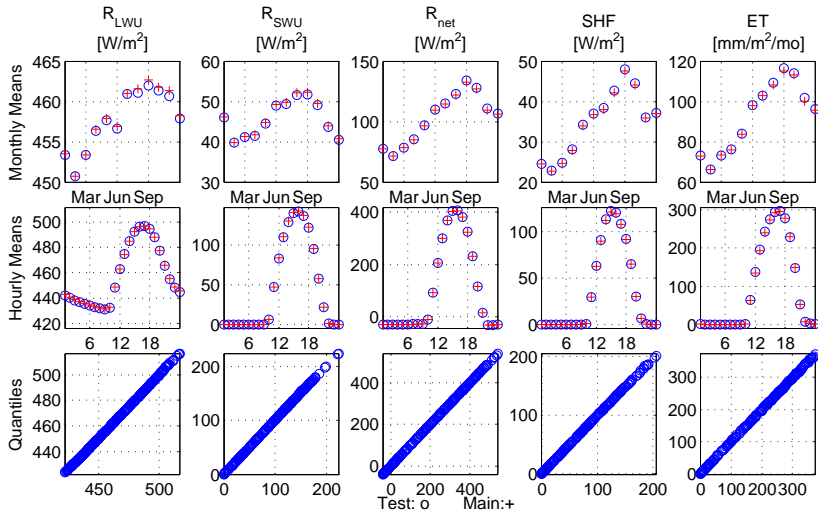 R_LWU R_SWU R_net SHF ET
[W/m²] [W/m²] [W/m²] [W/m²] [mm/m²/mo]
Monthly Means
465 460 455 450
60 50 40 30
150 100 50
50 40 30 20
120 100 80 60
Mar Jun Sep Mar Jun Sep Mar Jun Sep Mar Jun Sep Mar Jun Sep
Hourly Means
500 480 460 440 420
100 50 0
400 200 0
100 50 0
300 200 100 0
6 12 18 6 12 18 6 12 18 6 12 18 6 12 18
Quantiles
500 480 460 440
200 100 0
400 200 0
200 100 0
300 200 100 0
450 500 0 100 200 0 200 400 0 100 200 0 100 200 300
Test: o Main:+